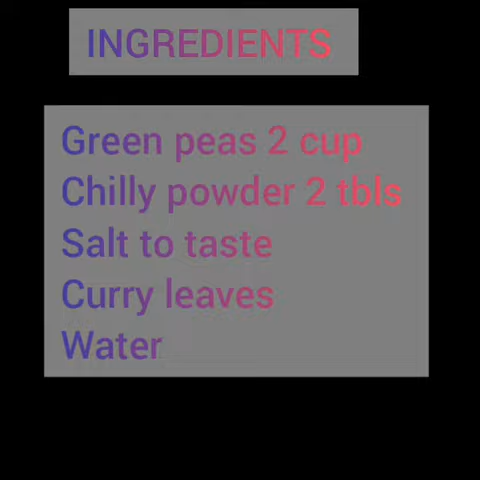 INGREDIENTS
Green peas 2 cup
Chilly powder 2 tbls
Salt to taste
Curry leaves
Water